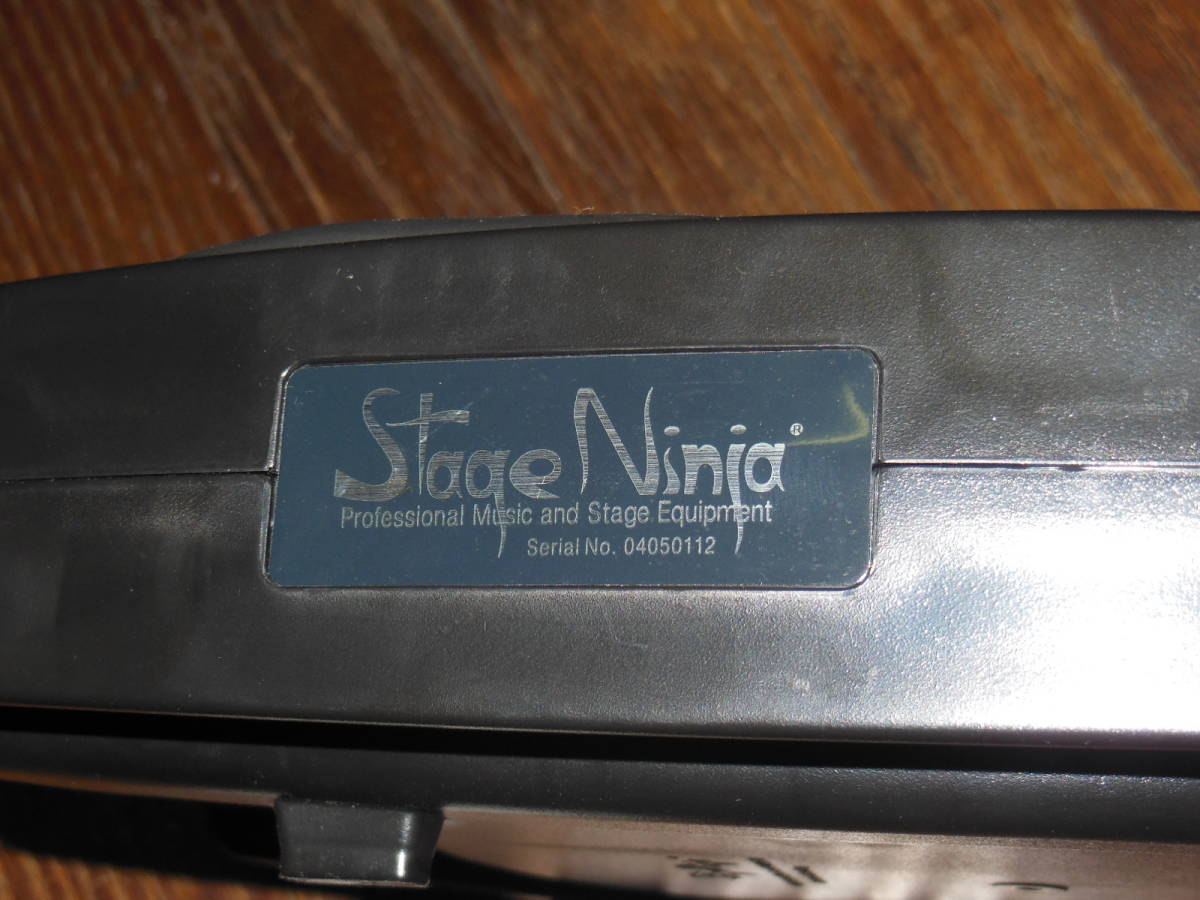 Stage Ninja®
Professional Music and Stage Equipment
Serial No. 04050112